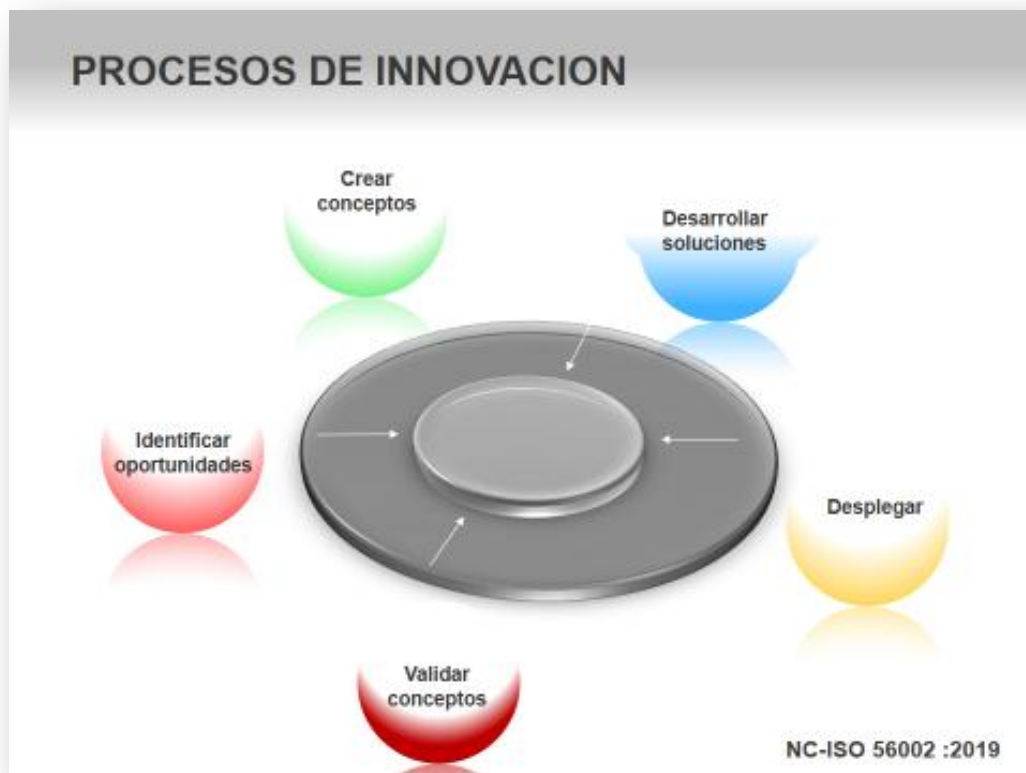 PROCESOS DE INNOVACION
Crear
conceptos
Desarrollar
soluciones
Identificar
oportunidades
Desplegar
Validar
conceptos
NC-ISO 56002 :2019